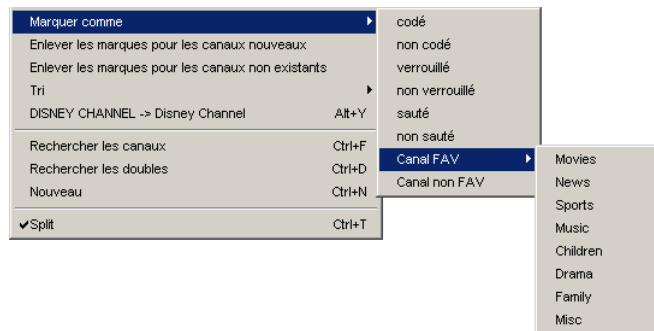 Marquer comme
Enlever les marques pour les canaux nouveaux
Enlever les marques pour les canaux non existants
Tri
DISNEY CHANNEL -> Disney Channel Alt+Y
Rechercher les canaux Ctrl+F
Rechercher les doubles Ctrl+D
Nouveau Ctrl+N
Split Ctrl+T
codé
non codé
verrouillé
non verrouillé
sauté
non sauté
Canal FAV
Canal non FAV
Movies
News
Sports
Music
Children
Drama
Family
Misc